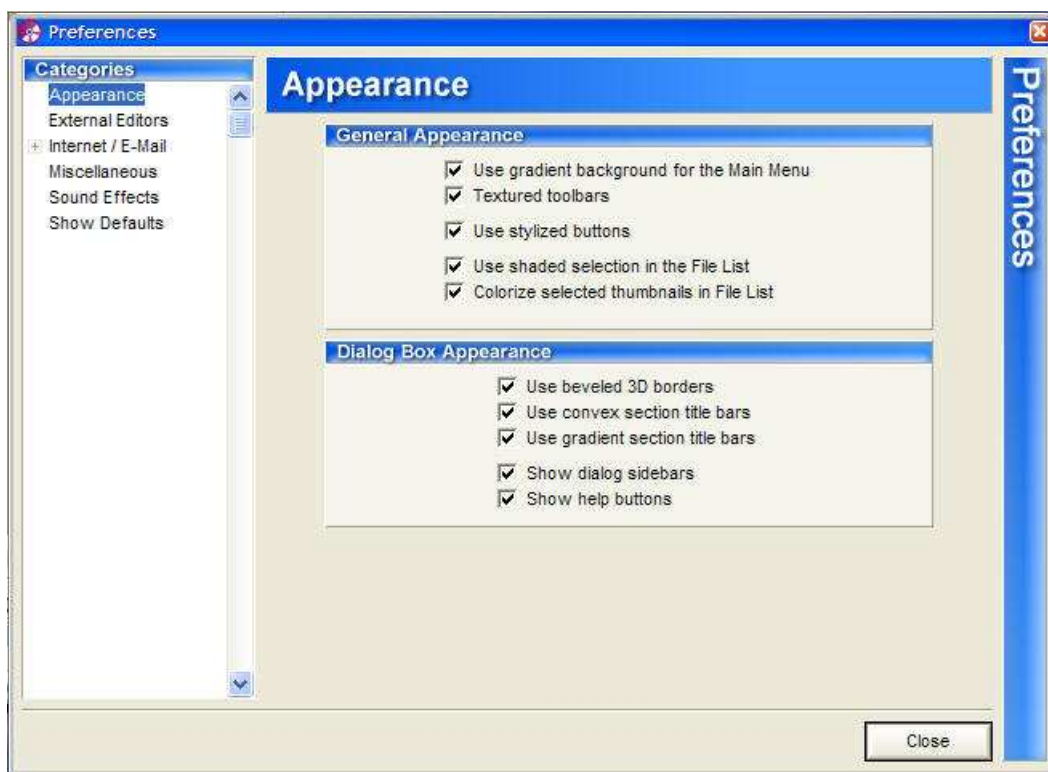 Preferences
Categories
Appearance
External Editors
Internet / E-Mail
Miscellaneous
Sound Effects
Show Defaults
Appearance
General Appearance
Use gradient background for the Main Menu
Textured toolbars
Use stylized buttons
Use shaded selection in the File List
Colorize selected thumbnails in File List
Dialog Box Appearance
Use beveled 3D borders
Use convex section title bars
Use gradient section title bars
Show dialog sidebars
Show help buttons
Close
Preferences